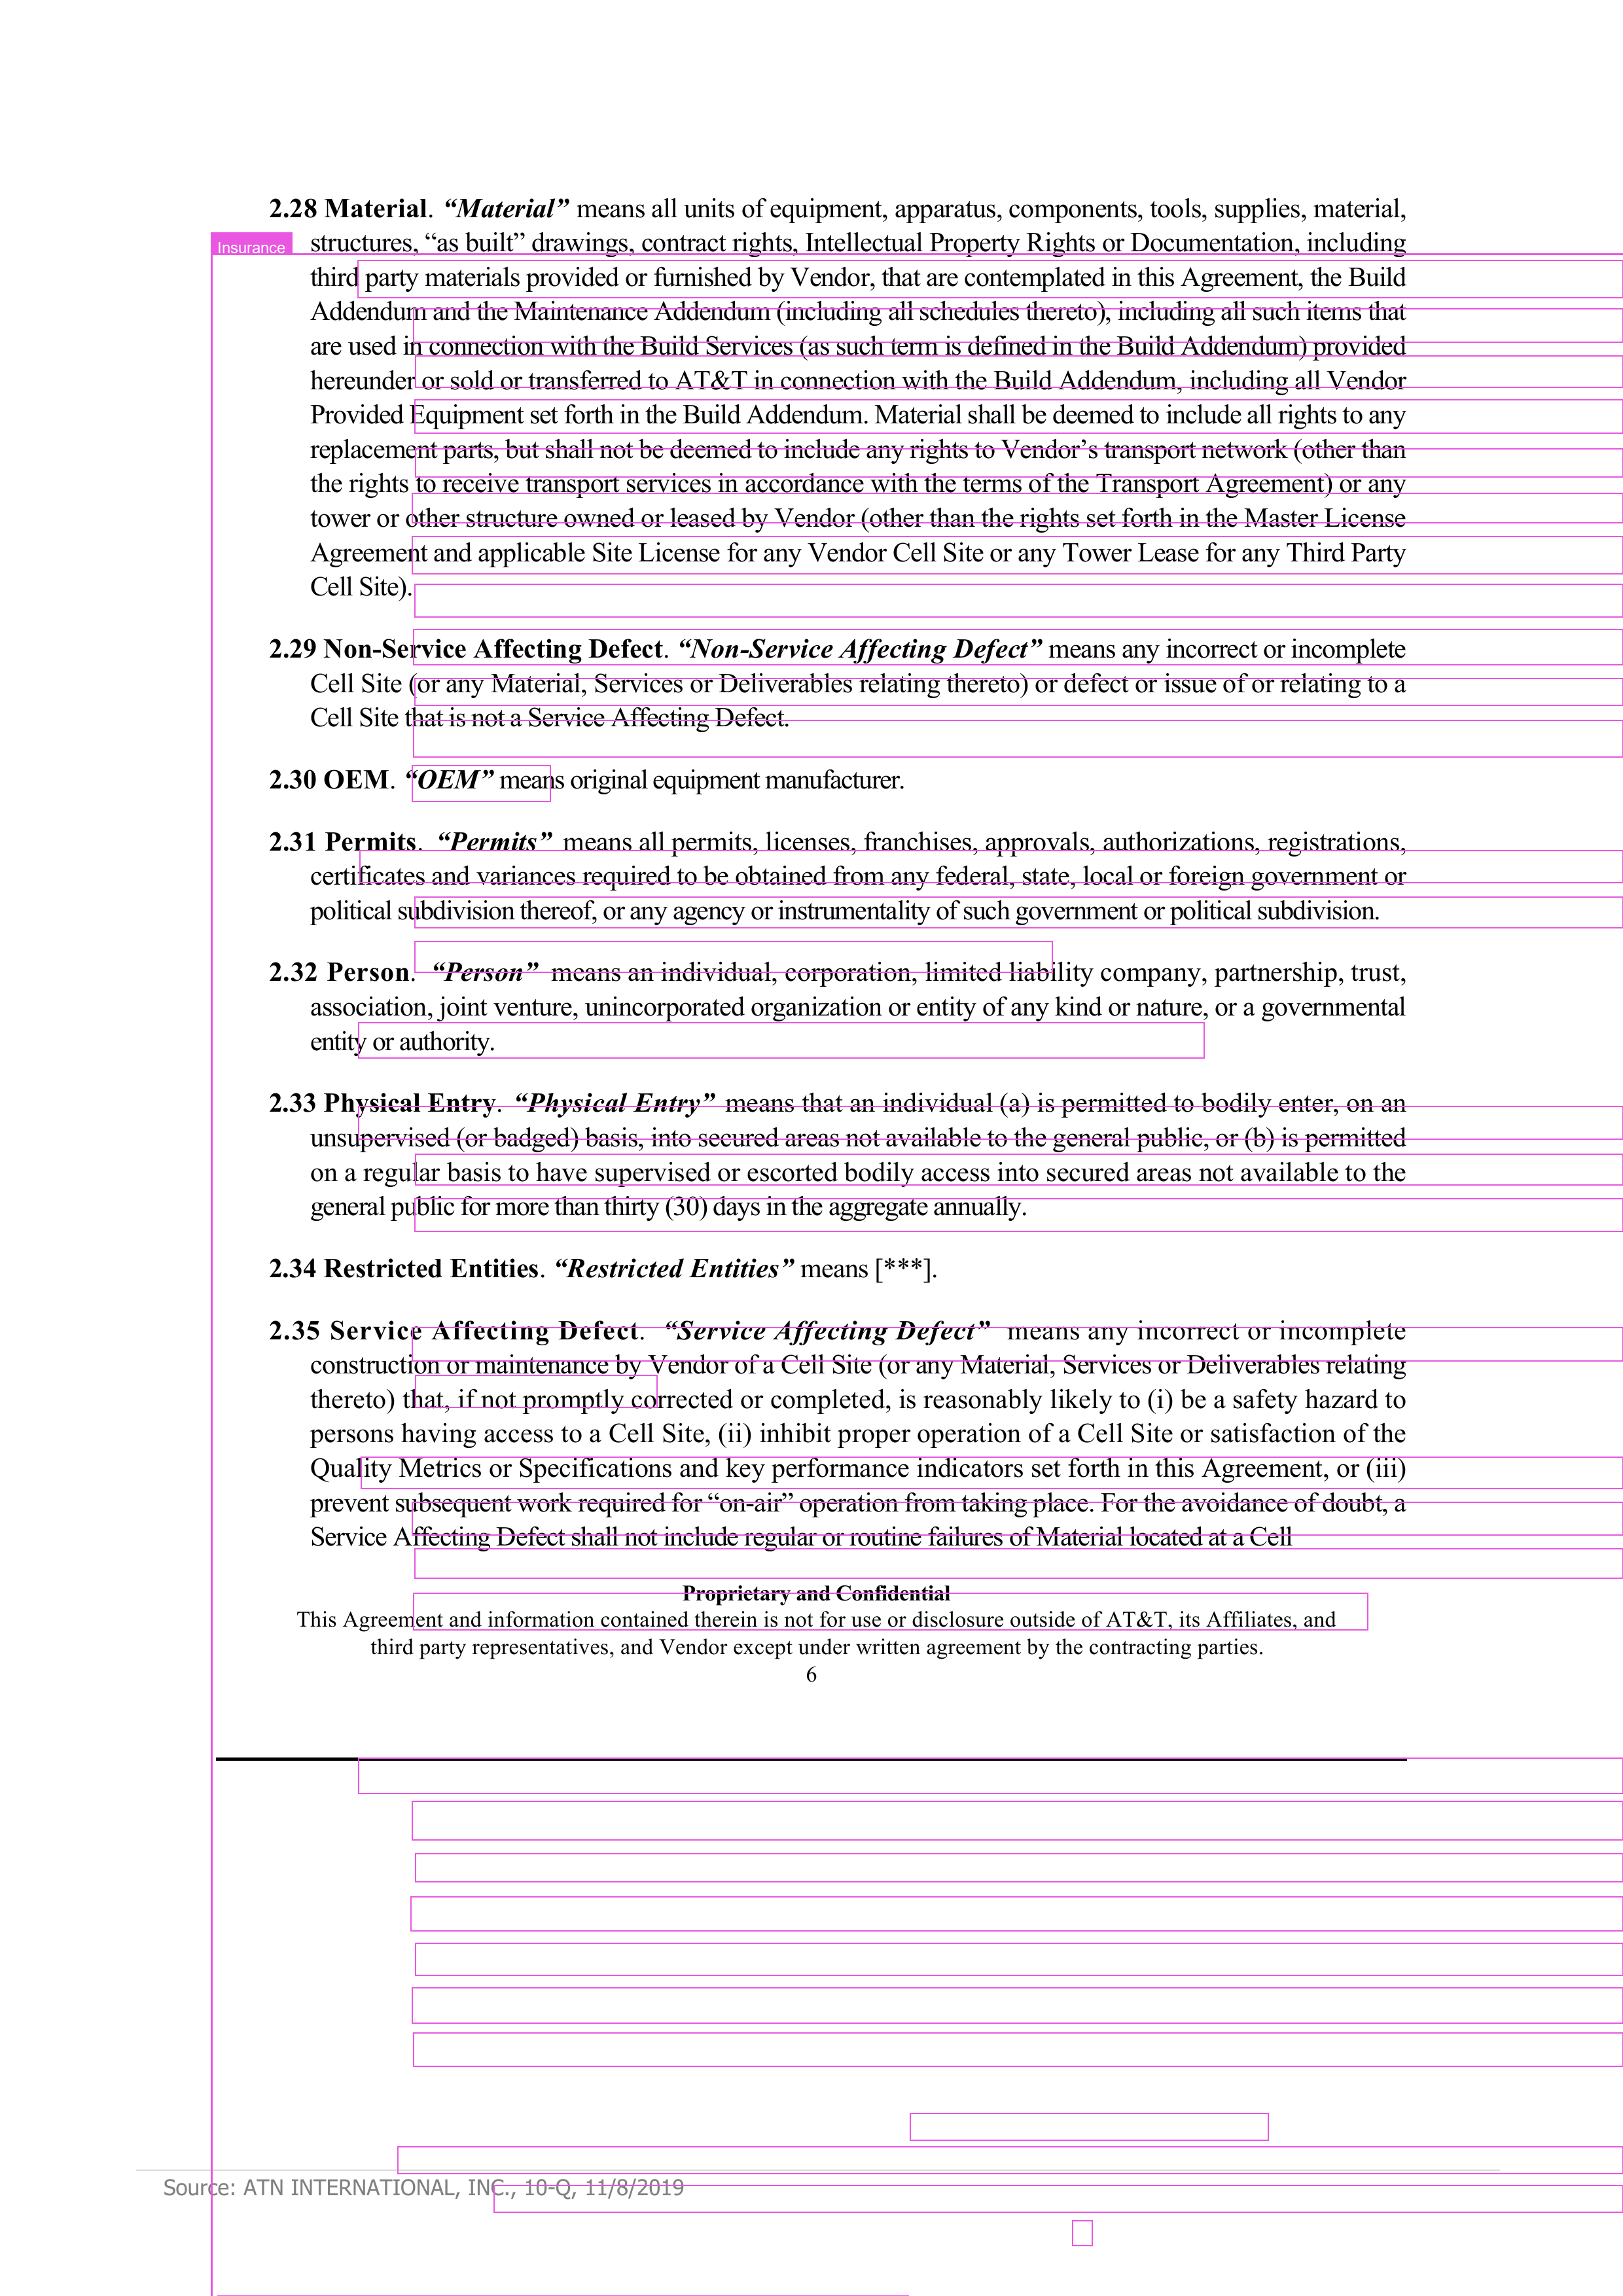 2.28 Material. “Material” means all units of equipment, apparatus, components, tools, supplies, material,
Insurance
structures, “as built” drawings, contract rights, Intellectual Property Rights or Documentation, including
third party materials provided or furnished by Vendor, that are contemplated in this Agreement, the Build
Addendum and the Maintenance Addendum (including all schedules thereto), including all such items that
are used in connection with the Build Services (as such term is defined in the Build Addendum) provided
hereunder or sold or transferred to AT&T in connection with the Build Addendum, including all Vendor
Provided Equipment set forth in the Build Addendum. Material shall be deemed to include all rights to any
replacement parts, but shall not be deemed to include any rights to Vendor’s transport network (other than
the rights to receive transport services in accordance with the terms of the Transport Agreement) or any
tower or other structure owned or leased by Vendor (other than the rights set forth in the Master License
Agreement and applicable Site License for any Vendor Cell Site or any Tower Lease for any Third Party
Cell Site).
2.29 Non-Service Affecting Defect. “Non-Service Affecting Defect” means any incorrect or incomplete
Cell Site (or any Material, Services or Deliverables relating thereto) or defect or issue of or relating to a
Cell Site that is not a Service Affecting Defect.
2.30 OEM. “OEM” means original equipment manufacturer.
2.31 Permits. “Permits” means all permits, licenses, franchises, approvals, authorizations, registrations,
certificates and variances required to be obtained from any federal, state, local or foreign government or
political subdivision thereof, or any agency or instrumentality of such government or political subdivision.
2.32 Person. “Person” means an individual, corporation, limited liability company, partnership, trust,
association, joint venture, unincorporated organization or entity of any kind or nature, or a governmental
entity or authority.
2.33 Physical Entry. “Physical Entry” means that an individual (a) is permitted to bodily enter, on an
unsupervised (or badged) basis, into secured areas not available to the general public, or (b) is permitted
on a regular basis to have supervised or escorted bodily access into secured areas not available to the
general public for more than thirty (30) days in the aggregate annually.
2.34 Restricted Entities. “Restricted Entities” means [***].
2.35 Service Affecting Defect. “Service Affecting Defect” means any incorrect or incomplete
construction or maintenance by Vendor of a Cell Site (or any Material, Services or Deliverables relating
thereto) that, if not promptly corrected or completed, is reasonably likely to (i) be a safety hazard to
persons having access to a Cell Site, (ii) inhibit proper operation of a Cell Site or satisfaction of the
Quality Metrics or Specifications and key performance indicators set forth in this Agreement, or (iii)
prevent subsequent work required for “on-air” operation from taking place. For the avoidance of doubt, a
Service Affecting Defect shall not include regular or routine failures of Material located at a Cell
Proprietary and Confidential
This Agreement and information contained therein is not for use or disclosure outside of AT&T, its Affiliates, and
third party representatives, and Vendor except under written agreement by the contracting parties.
6
Source: ATN INTERNATIONAL, INC., 10-Q, 11/8/2019